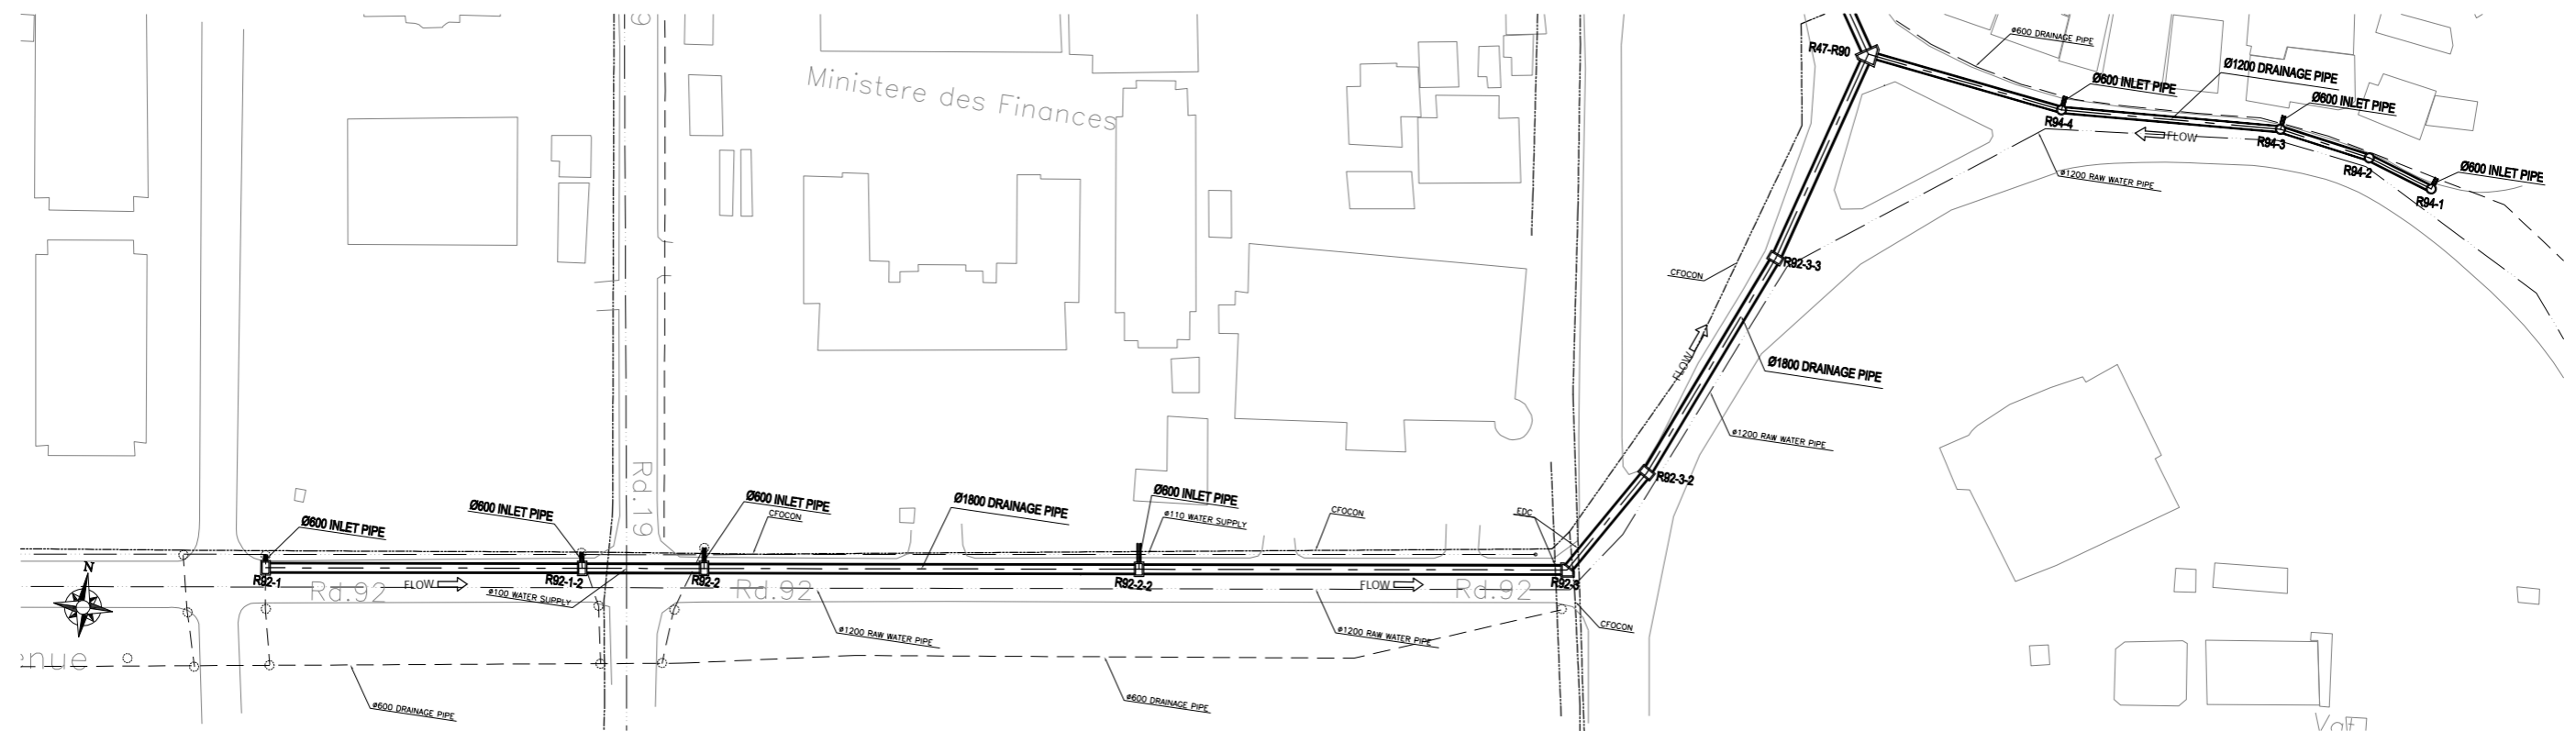 9
Ministere des Finances
R47-R90
ø600 DRAINAGE PIPE
Ø600 INLET PIPE
Ø1200 DRAINAGE PIPE
Ø600 INLET PIPE
R94-4
FLOW
R94-3
R94-2
Ø600 INLET PIPE
R94-1
ø1200 RAW WATER PIPE
CFOCON
R92-3-3
FLOW
Ø1800 DRAINAGE PIPE
ø1200 RAW WATER PIPE
R92-3-2
Rd.19
Ø600 INLET PIPE
Ø600 INLET PIPE
Ø600 INLET PIPE
CFOCON
Ø1800 DRAINAGE PIPE
Ø600 INLET PIPE
ø110 WATER SUPPLY
CFOCON
EDC
N
R92-1
Rd.92
FLOW
R92-1-2
ø100 WATER SUPPLY
R92-2
Rd.92
R92-2-2
FLOW
Rd.92
R92-3
CFOCON
ø1200 RAW WATER PIPE
ø1200 RAW WATER PIPE
enue
ø600 DRAINAGE PIPE
ø600 DRAINAGE PIPE